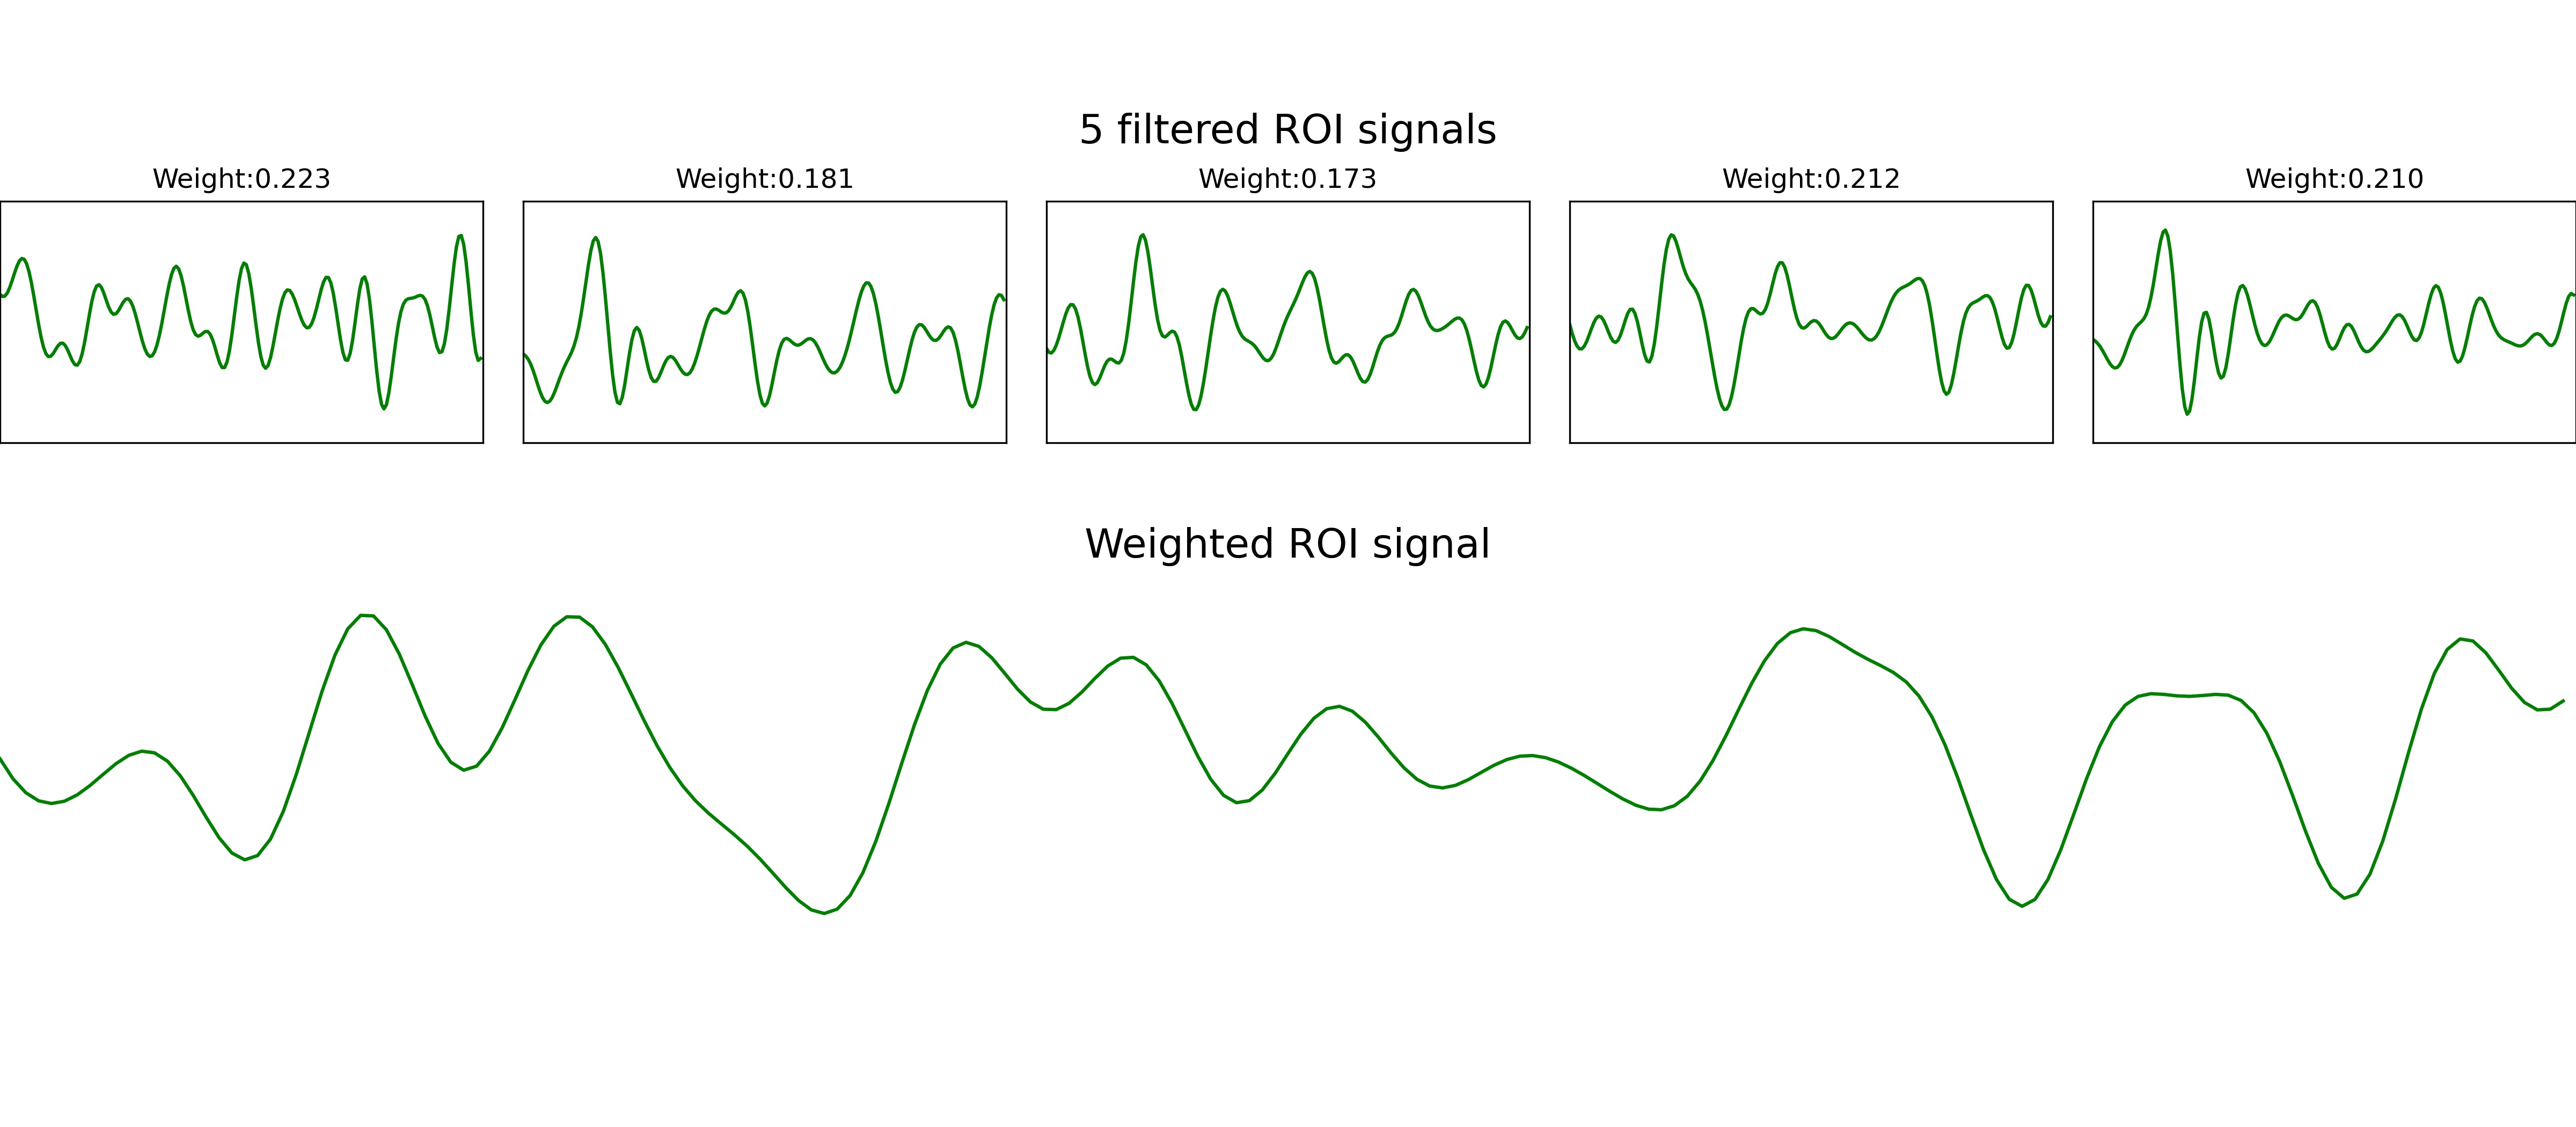 5 filtered ROI signals
Weight:0.223
Weight:0.181
Weight:0.173
Weight:0.212
Weight:0.210
Weighted ROI signal